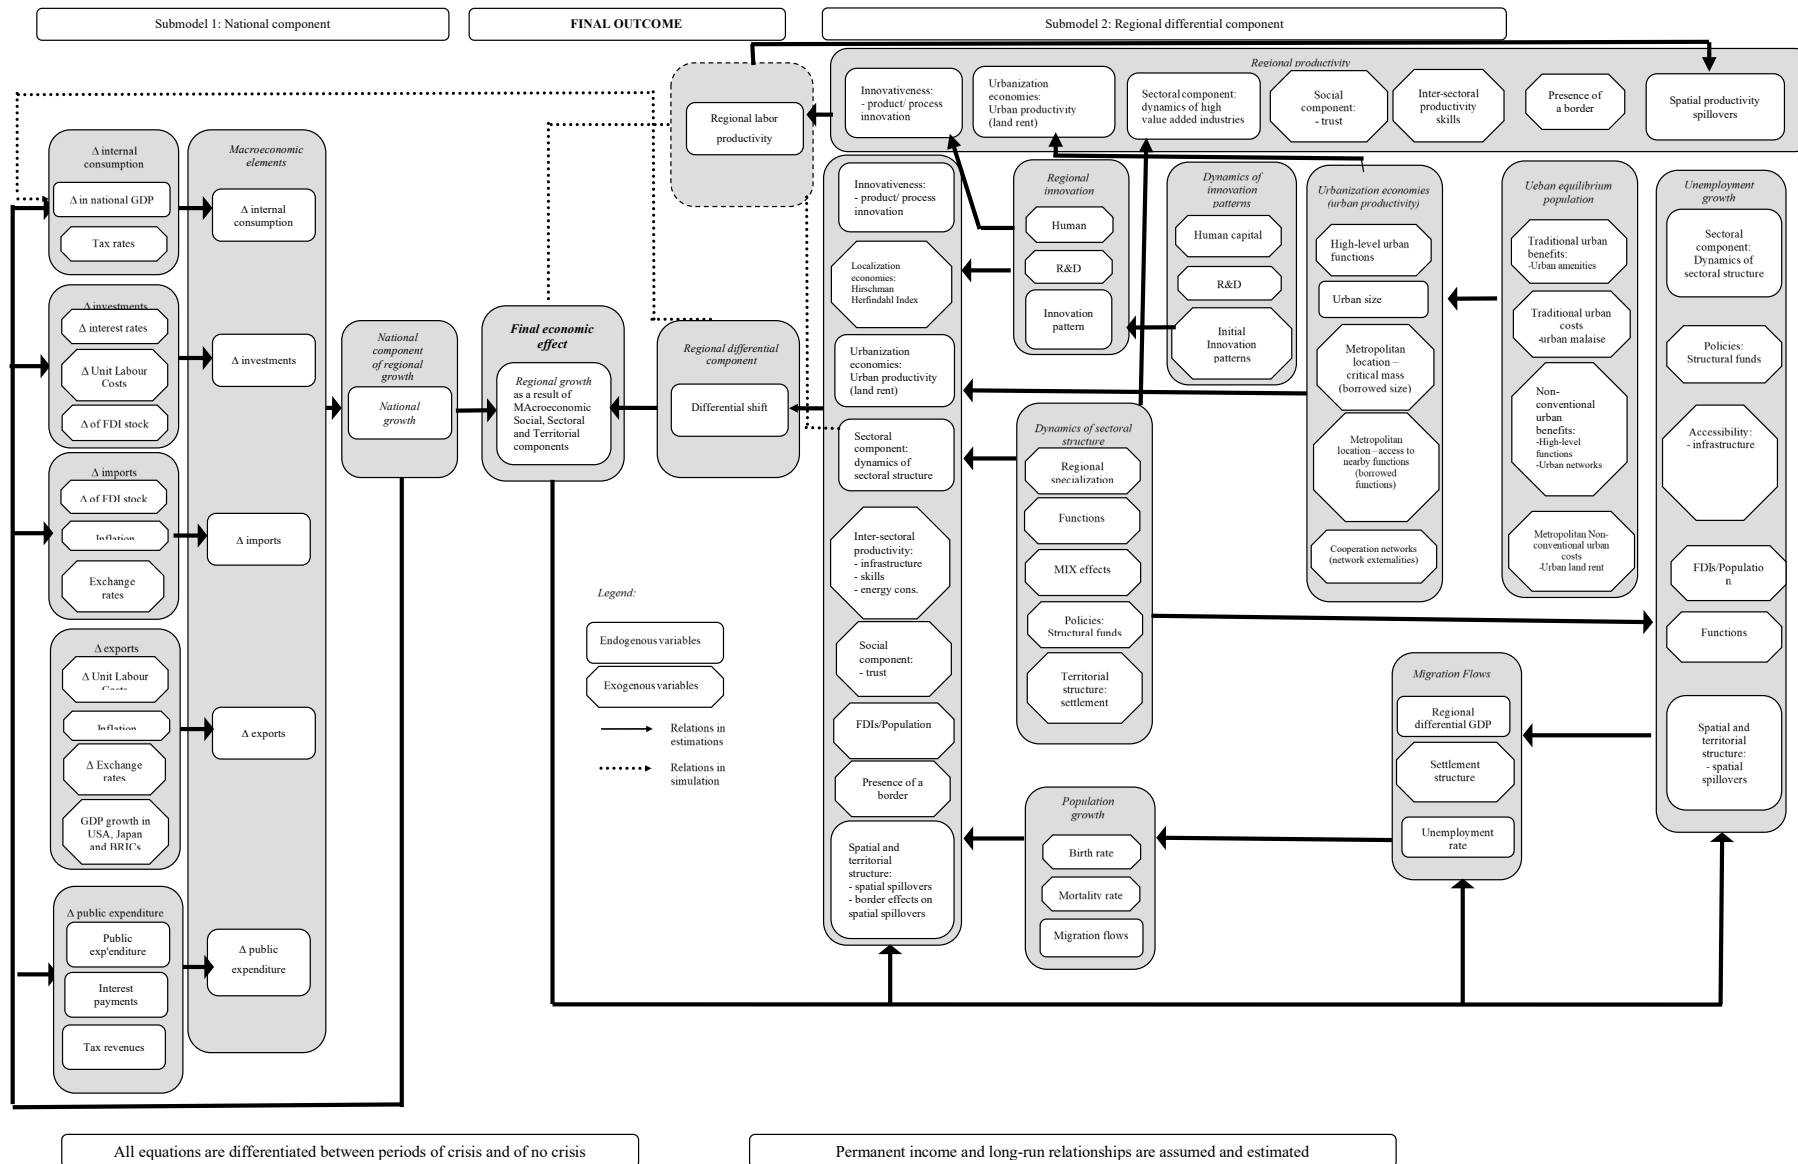 Submodel 1: National component
FINAL OUTCOME
Submodel 2: Regional differential component
Δ internal
consumption
Δ in national GDP
Tax rates
Δ investments
Δ interest rates
Δ Unit Labour
Costs
Δ of FDI stock
Δ imports
Δ of FDI stock
Inflation
Exchange
rates
Δ exports
Δ Unit Labour
Costs
Inflation
Δ Exchange
rates
GDP growth in
USA, Japan
and BRICs
Δ public expenditure
Public
exp'enditure
Interest
payments
Tax revenues
Macroeconomic
elements
Δ internal
consumption
Δ investments
Δ imports
Δ exports
Δ public
expenditure
National
component
of regional
growth
National
growth
Final economic
effect
Regional growth
as a result of
MAcroeconomic
Social, Sectoral
and Territorial
components
Regional differential
component
Differential shift
Regional labor
productivity
Legend:
Endogenous variables
Exogenous variables
Relations in
estimations
Relations in
simulation
Regional productivity
Innovativeness:
- product/ process
innovation
Urbanization
economies:
Urban productivity
(land rent)
Sectoral component:
dynamics of high
value added industries
Social
component:
- trust
Inter-sectoral
productivity
skills
Presence of
a border
Spatial productivity
spillovers
Innovativeness:
- product/ process
innovation
Localization
economies:
Hirschman
Herfindahl Index
Urbanization
economies:
Urban productivity
(land rent)
Sectoral
component:
dynamics of
sectoral structure
Inter-sectoral
productivity:
- infrastructure
- skills
- energy cons.
Social
component:
- trust
FDIs/Population
Presence of a
border
Spatial and
territorial
structure:
- spatial spillovers
- border effects on
spatial spillovers
Regional
innovation
Human
R&D
Innovation
pattern
Dynamics of
innovation
patterns
Human capital
R&D
Initial
Innovation
patterns
Dynamics of sectoral
structure
Regional
specialization
Functions
MIX effects
Policies:
Structural funds
Territorial
structure:
settlement
Population
growth
Birth rate
Mortality rate
Migration flows
Urbanization economies
(urban productivity)
High-level urban
functions
Urban size
Metropolitan
location –
critical mass
(borrowed size)
Metropolitan
location – access to
nearby functions
(borrowed
functions)
Cooperation networks
(network externalities)
Ueban equilibrium
population
Traditional urban
benefits:
-Urban amenities
Traditional urban
costs
-urban malaise
Non-
conventional
urban
benefits:
-High-level
functions
-Urban networks
Metropolitan Non-
conventional urban
costs
-Urban land rent
Migration Flows
Regional
differential GDP
Settlement
structure
Unemployment
rate
Unemployment
growth
Sectoral
component:
Dynamics of
sectoral structure
Policies:
Structural funds
Accessibility:
- infrastructure
FDIs/Populatio
n
Functions
Spatial and
territorial
structure:
- spatial
spillovers
All equations are differentiated between periods of crisis and of no crisis
Permanent income and long-run relationships are assumed and estimated